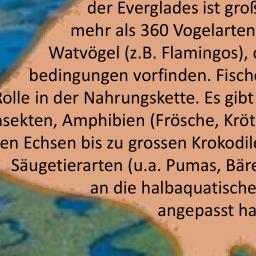 der Everglades ist groß
mehr als 360 Vogelarten
Watvögel (z.B. Flamingos),
bedingungen vorfinden. Fische
Rolle in der Nahrungskette. Es gibt
nsekten, Amphibien (Frösche, Kröt
en Echsen bis zu grossen Krokodile
Säugetierarten (u.a. Pumas, Bäre
an die halbaquatische
angepasst ha